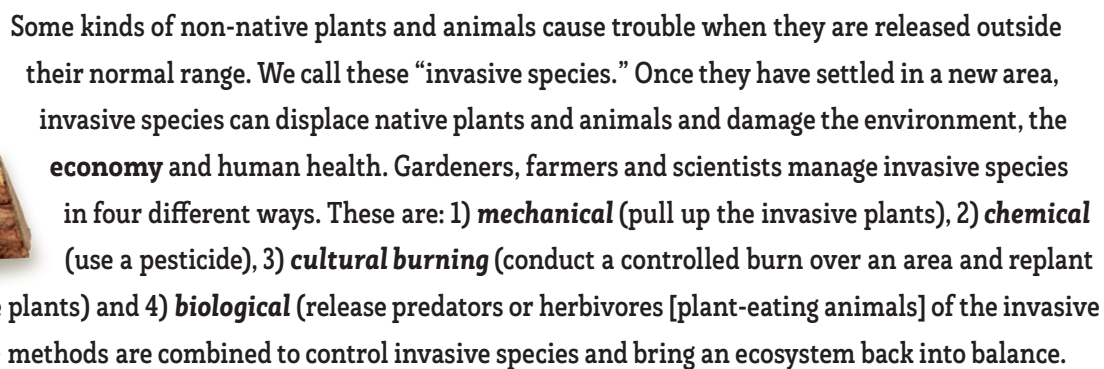 Some kinds of non-native plants and animals cause trouble when they are released outside
their normal range. We call these “invasive species.” Once they have settled in a new area,
invasive species can displace native plants and animals and damage the environment, the
economy and human health. Gardeners, farmers and scientists manage invasive species
in four different ways. These are: 1) mechanical (pull up the invasive plants), 2) chemical
(use a pesticide), 3) cultural burning (conduct a controlled burn over an area and replant
plants) and 4) biological (release predators or herbivores [plant-eating animals] of the invasive
methods are combined to control invasive species and bring an ecosystem back into balance.